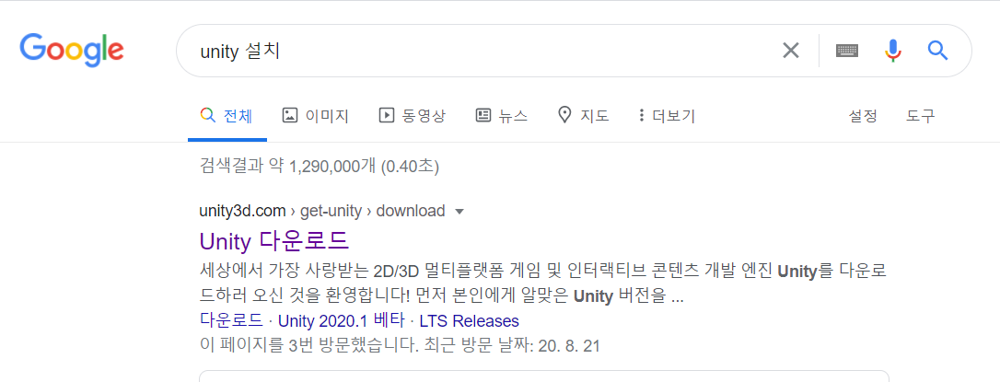 Google
unity 설치
전체 이미지 동영상 뉴스 지도 더보기 설정 도구
검색결과 약 1,290,000개 (0.40초)
unity3d.com › get-unity › download
Unity 다운로드
세상에서 가장 사랑받는 2D/3D 멀티플랫폼 게임 및 인터랙티브 콘텐츠 개발 엔진 Unity를 다운로
드하러 오신 것을 환영합니다! 먼저 본인에게 알맞은 Unity 버전을 ...
다운로드 · Unity 2020.1 베타 · LTS Releases
이 페이지를 3번 방문했습니다. 최근 방문 날짜: 20. 8. 21